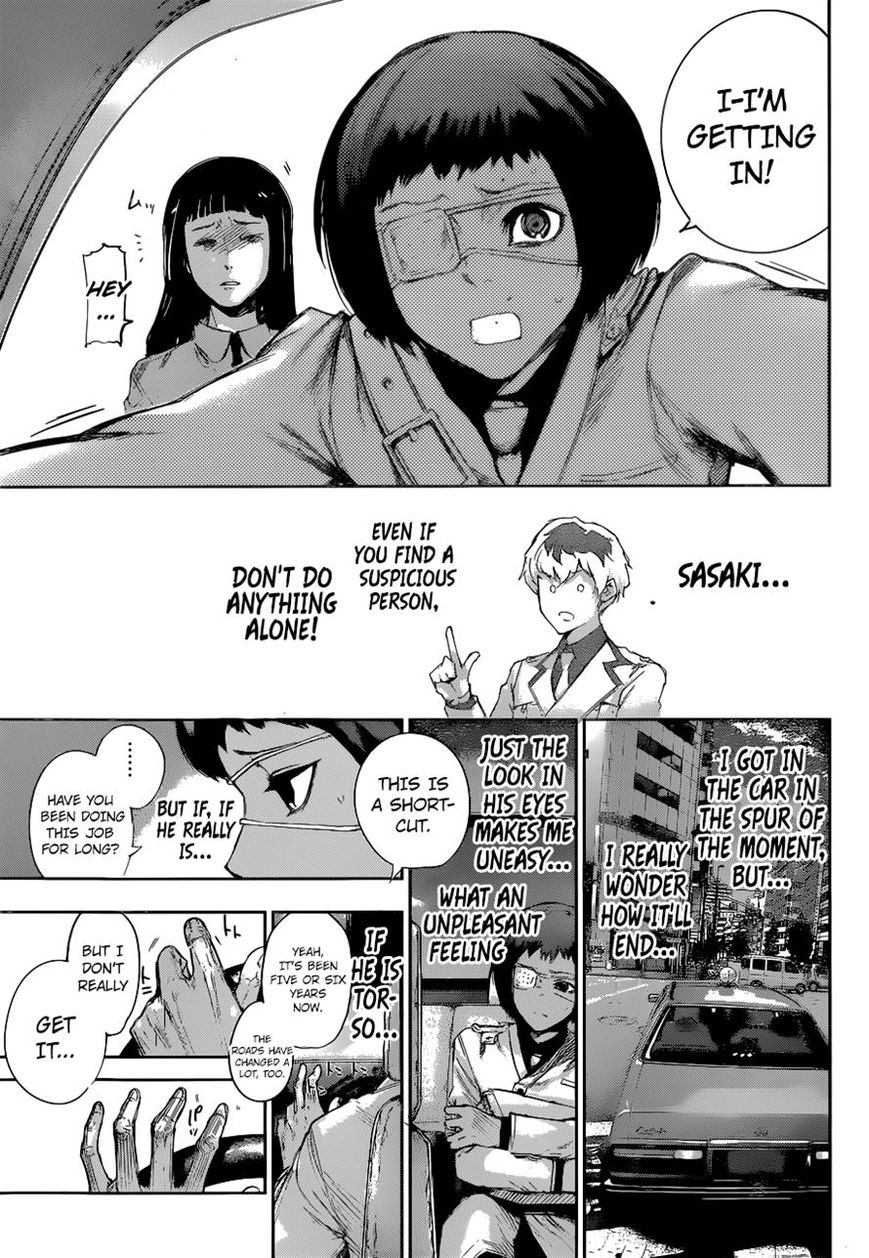 I-I'M
GETTING
IN!
HEY
...
SASAKI...
EVEN IF
YOU FIND A
SUSPICIOUS
PERSON,
DON'T DO
ANYTHIING
ALONE!
I GOT IN
THE CAR IN
THE SPUR OF
THE MOMENT,
BUT...
I REALLY
WONDER
HOW IT'LL
END...
JUST THE
LOOK IN
HIS EYES
MAKES ME
UNEASY...
WHAT AN
UNPLEASANT
FEELING
THIS IS
A SHORT-
CUT.
BUT IF, IF
HE REALLY
IS...
......
HAVE YOU
BEEN DOING
THIS JOB
FOR LONG?
IF
HE IS
TOR-
SO...
YEAH,
IT'S BEEN
FIVE OR SIX
YEARS
NOW.
THE
ROADS HAVE
CHANGED A
LOT, TOO.
BUT I
DON'T
REALLY
GET
IT...